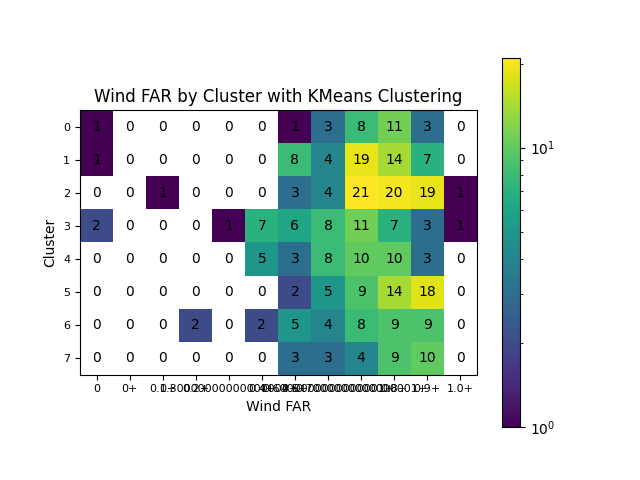 Wind FAR by Cluster with KMeans Clustering
0 1 0 0 0 0 0 1 3 8 11 3 0
1 1 0 0 0 0 0 8 4 19 14 7 0
2 0 0 1 0 0 0 3 4 21 20 19 1
3 2 0 0 0 1 7 6 8 11 7 3 1
4 0 0 0 0 0 5 3 8 10 10 3 0
5 0 0 0 0 0 0 2 5 9 14 18 0
6 0 0 0 2 0 2 5 4 8 9 9 0
7 0 0 0 0 0 0 3 3 4 9 10 0
0 0+ 0.9+ 1.0+
Cluster
Wind FAR
10¹
10⁰